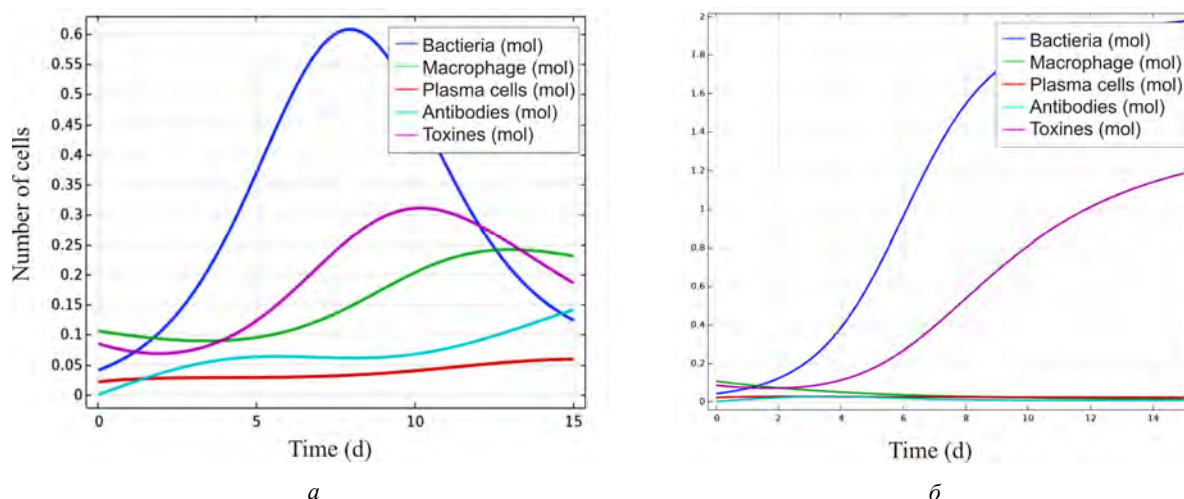 0.6
0.55
0.5
0.45
0.4
0.35
0.3
0.25
0.2
0.15
0.1
0.05
0
Number of cells
Bactieria (mol)
Macrophage (mol)
Plasma cells (mol)
Antibodies (mol)
Toxines (mol)
0 5 10 15
Time (d)
а
2
1.8
1.6
1.4
1.2
1
0.8
0.6
0.4
0.2
0
Bactieria (mol)
Macrophage (mol)
Plasma cells (mol)
Antibodies (mol)
Toxines (mol)
0 2 4 6 8 10 12 14
Time (d)
б